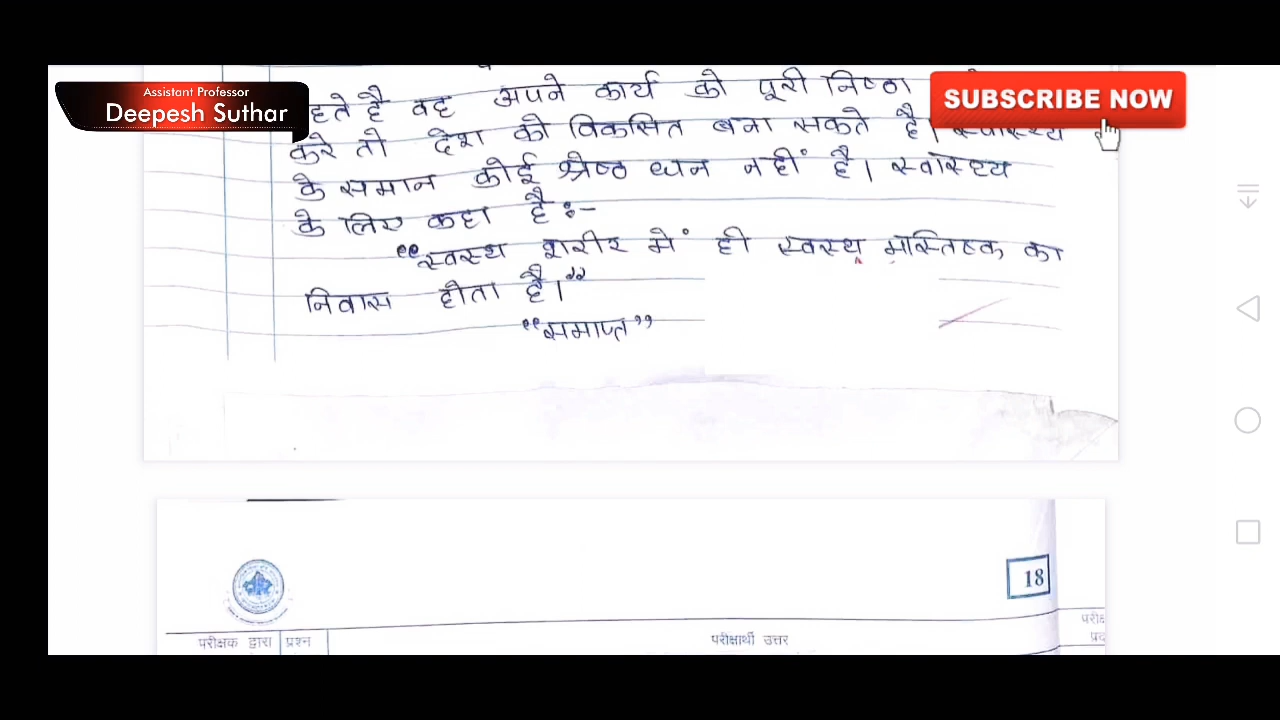 Assistant Professor
Deepesh Suthar
SUBSCRIBE NOW
हते है वह अपने कार्य को पूरी निष्ठा
करे तो देश को विकसित बना सकते है। स्वास्थ्य
के समान कोई श्रेष्ठ धन नहीं है। स्वास्थ्य
के लिए कहा है :-
"स्वस्थ शरीर में ही स्वस्थ मस्तिष्क का
निवास होता है।"
"समाप्त"
18
परीक्षक द्वारा प्रश्न परीक्षार्थी उत्तर